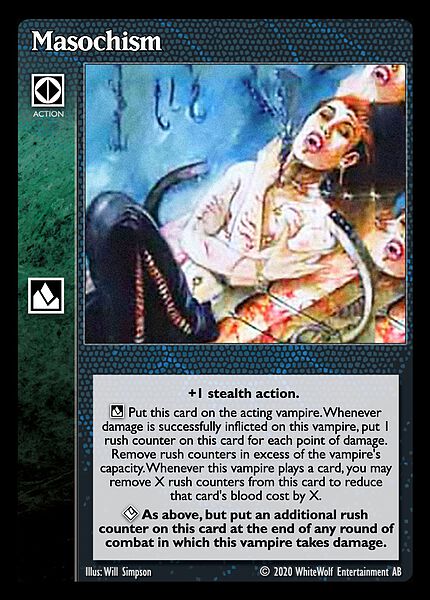 Masochism
ACTION
+1 stealth action.
Put this card on the acting vampire. Whenever
damage is successfully inflicted on this vampire, put 1
rush counter on this card for each point of damage.
Remove rush counters in excess of the vampire's
capacity. Whenever this vampire plays a card, you may
remove X rush counters from this card to reduce
that card's blood cost by X.
As above, but put an additional rush
counter on this card at the end of any round of
combat in which this vampire takes damage.
Illus: Will Simpson © 2020 WhiteWolf Entertainment AB